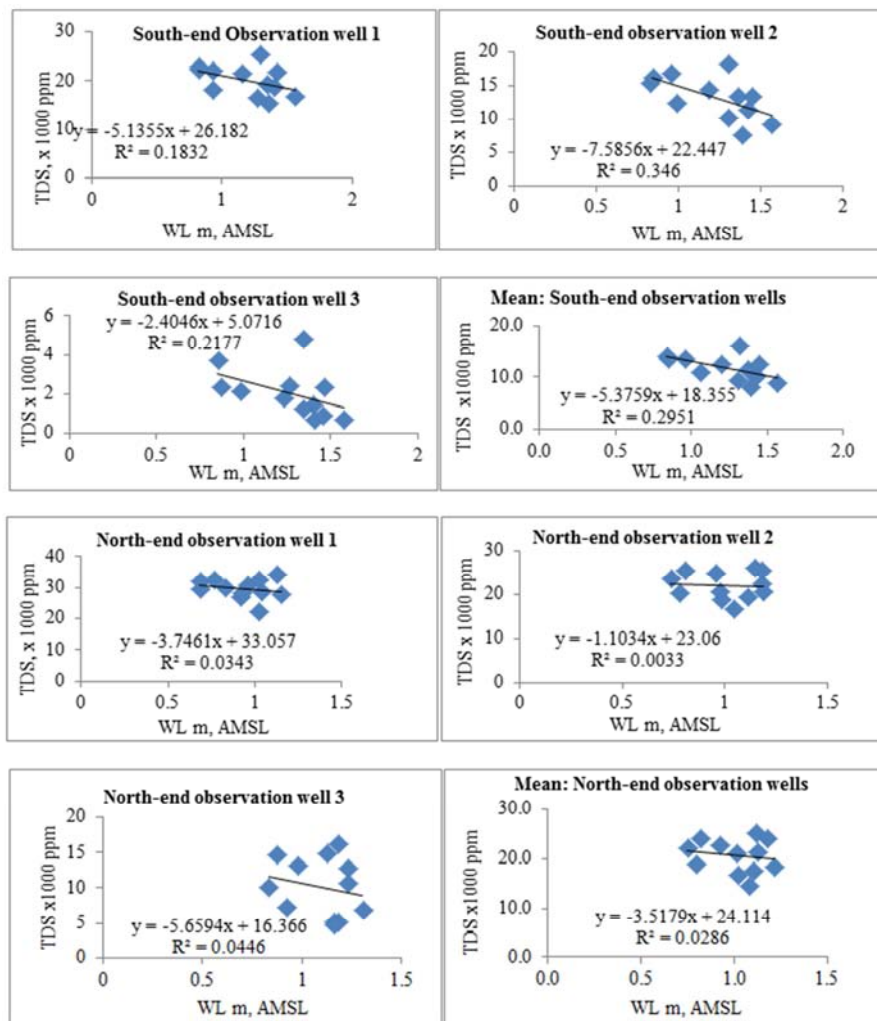 South-end Observation well 1
30
20
10
0
0
1
2
TDS, x 1000 ppm
y = -5.1355x + 26.182
R² = 0.1832
WL m, AMSL
South-end observation well 2
20
15
10
5
0
0
0.5
1
1.5
2
TDS x 1000 ppm
y = -7.5856x + 22.447
R² = 0.346
WL m, AMSL
South-end observation well 3
6
4
2
0
0
0.5
1
1.5
2
TDS x 1000 ppm
y = -2.4046x + 5.0716
R² = 0.2177
WL m, AMSL
Mean: South-end observation wells
20.0
10.0
0.0
0.0
0.5
1.0
1.5
2.0
TDS x1000 ppm
y = -5.3759x + 18.355
R² = 0.2951
WL m, AMSL
North-end observation well 1
40
30
20
10
0
0
0.5
1
1.5
TDS, x 1000 ppm
y = -3.7461x + 33.057
R² = 0.0343
WL m, AMSL
North-end observation well 2
30
20
10
0
0
0.5
1
1.5
TDS x 1000 ppm
y = -1.1034x + 23.06
R² = 0.0033
WL m, AMSL
North-end observation well 3
20
15
10
5
0
0
0.5
1
1.5
TDS x1000 ppm
y = -5.6594x + 16.366
R² = 0.0446
WL m, AMSL
Mean: North-end observation wells
30.0
20.0
10.0
0.0
0.0
0.5
1.0
1.5
TDS x1000 ppm
y = -3.5179x + 24.114
R² = 0.0286
WL m, AMSL